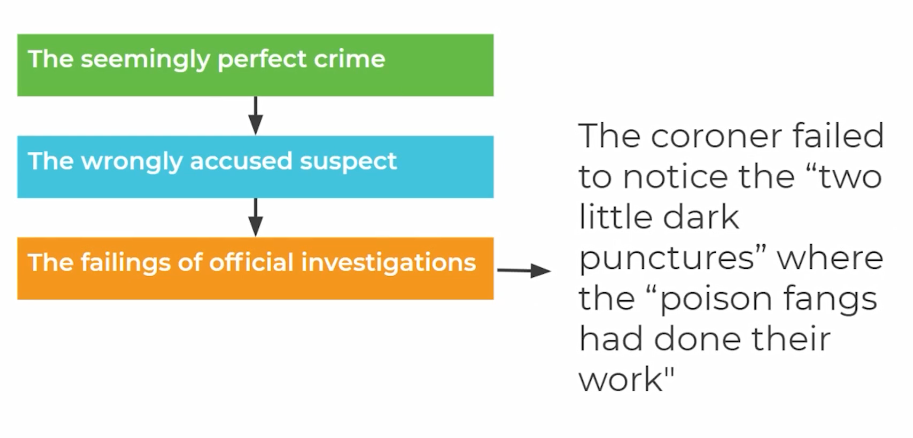 The seemingly perfect crime
The wrongly accused suspect
The failings of official investigations
The coroner failed
to notice the “two
little dark
punctures” where
the “poison fangs
had done their
work"